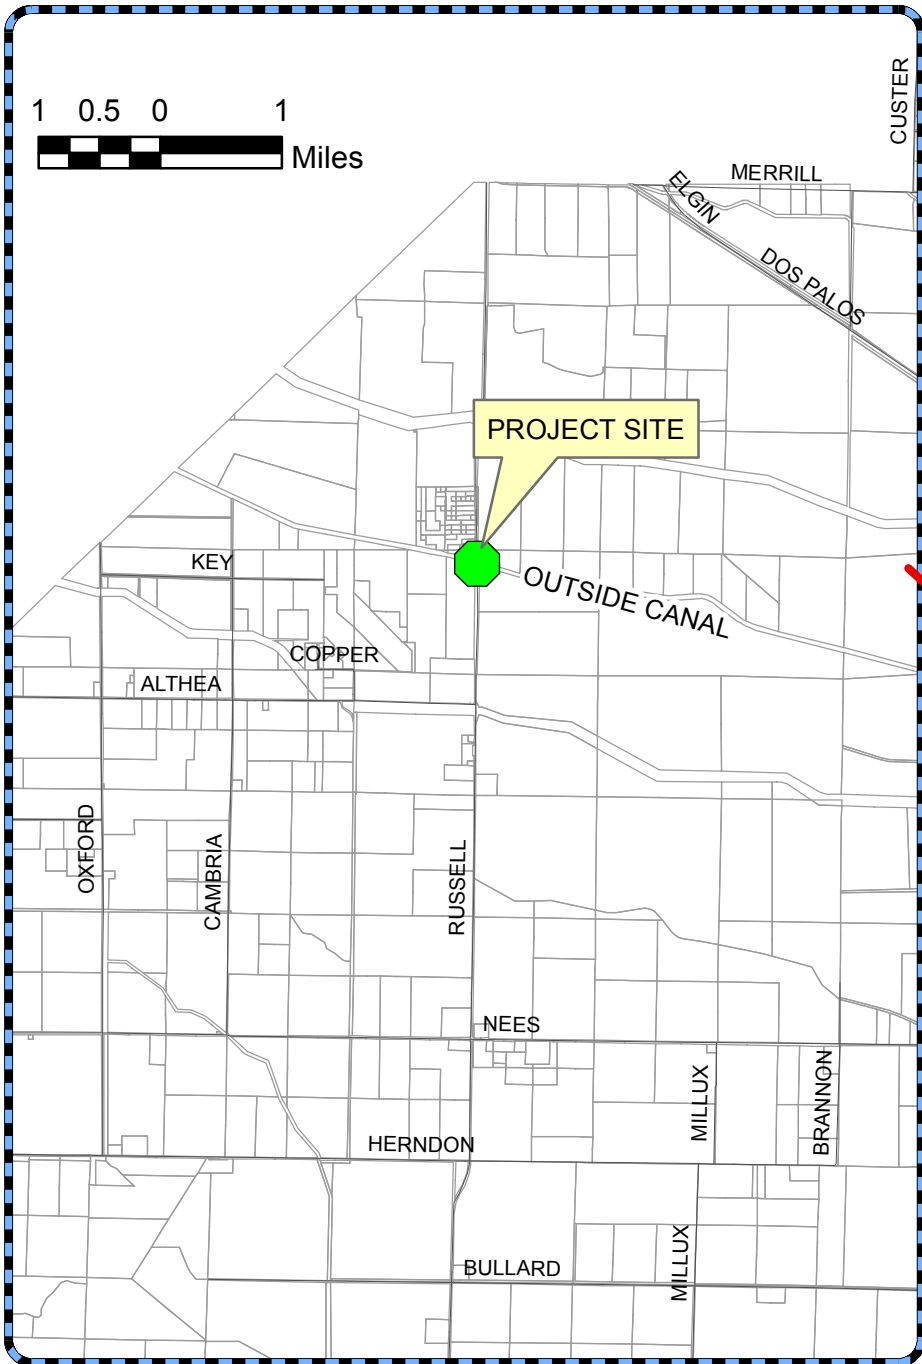 CUSTER
1 0.5 0 1
Miles
MERRILL
ELGIN
DOS PALOS
PROJECT SITE
KEY
OUTSIDE CANAL
COPPER
ALTHEA
OXFORD
CAMBRIA
RUSSELL
NEES
MILLUX
BRANNON
HERNDON
MILLUX
BULLARD